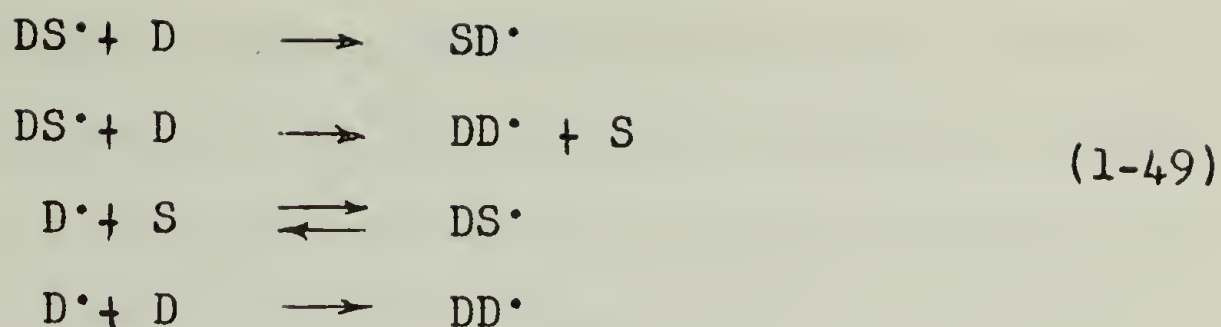 DS• + D ⟶ SD•
DS• + D ⟶ DD• + S
(1-49)
D• + S ⇄ DS•
D• + D ⟶ DD•